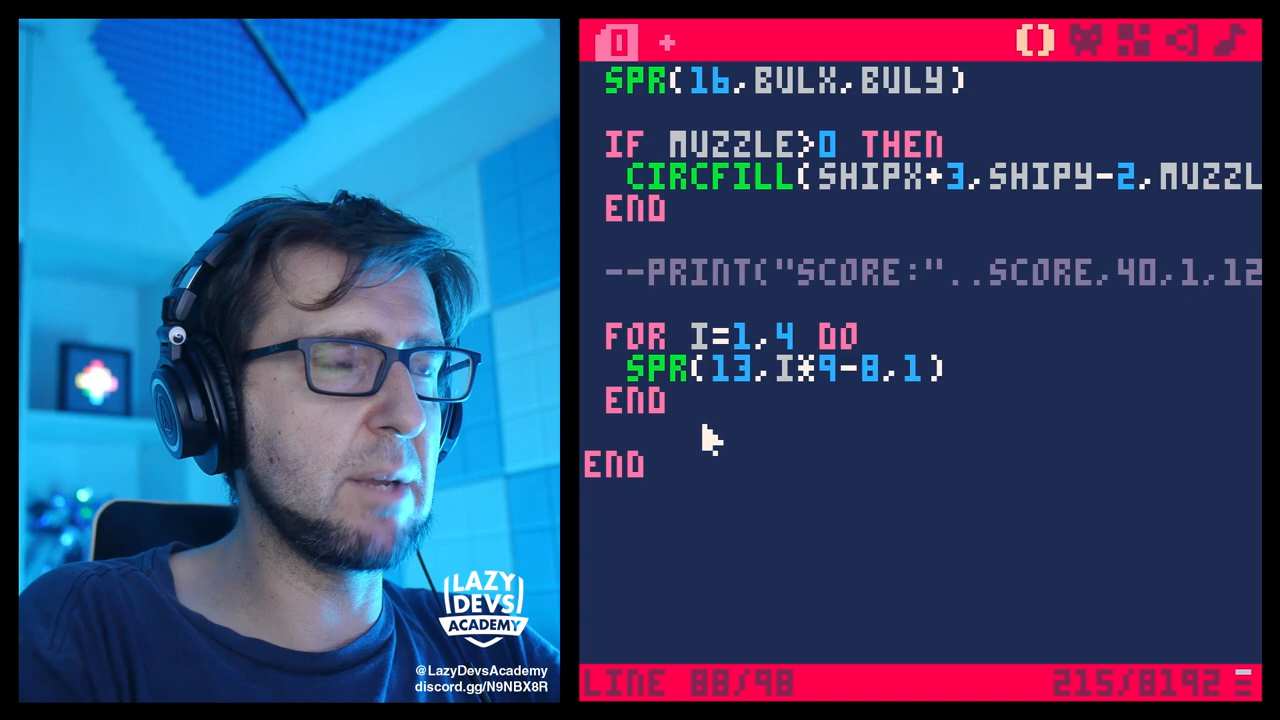 0 +
SPR(16,BULX,BULY)
IF MUZZLE>0 THEN
CIRCFILL(SHIPX+3,SHIPY-2,MUZZL
END
--PRINT("SCORE:"..SCORE,40,1,12
FOR I=1,4 DO
SPR(13,I*9-8,1)
END
END
LINE 88/98 215/8192
LAZY
DEVS
ACADEMY
@LazyDevsAcademy
discord.gg/N9NBX8R